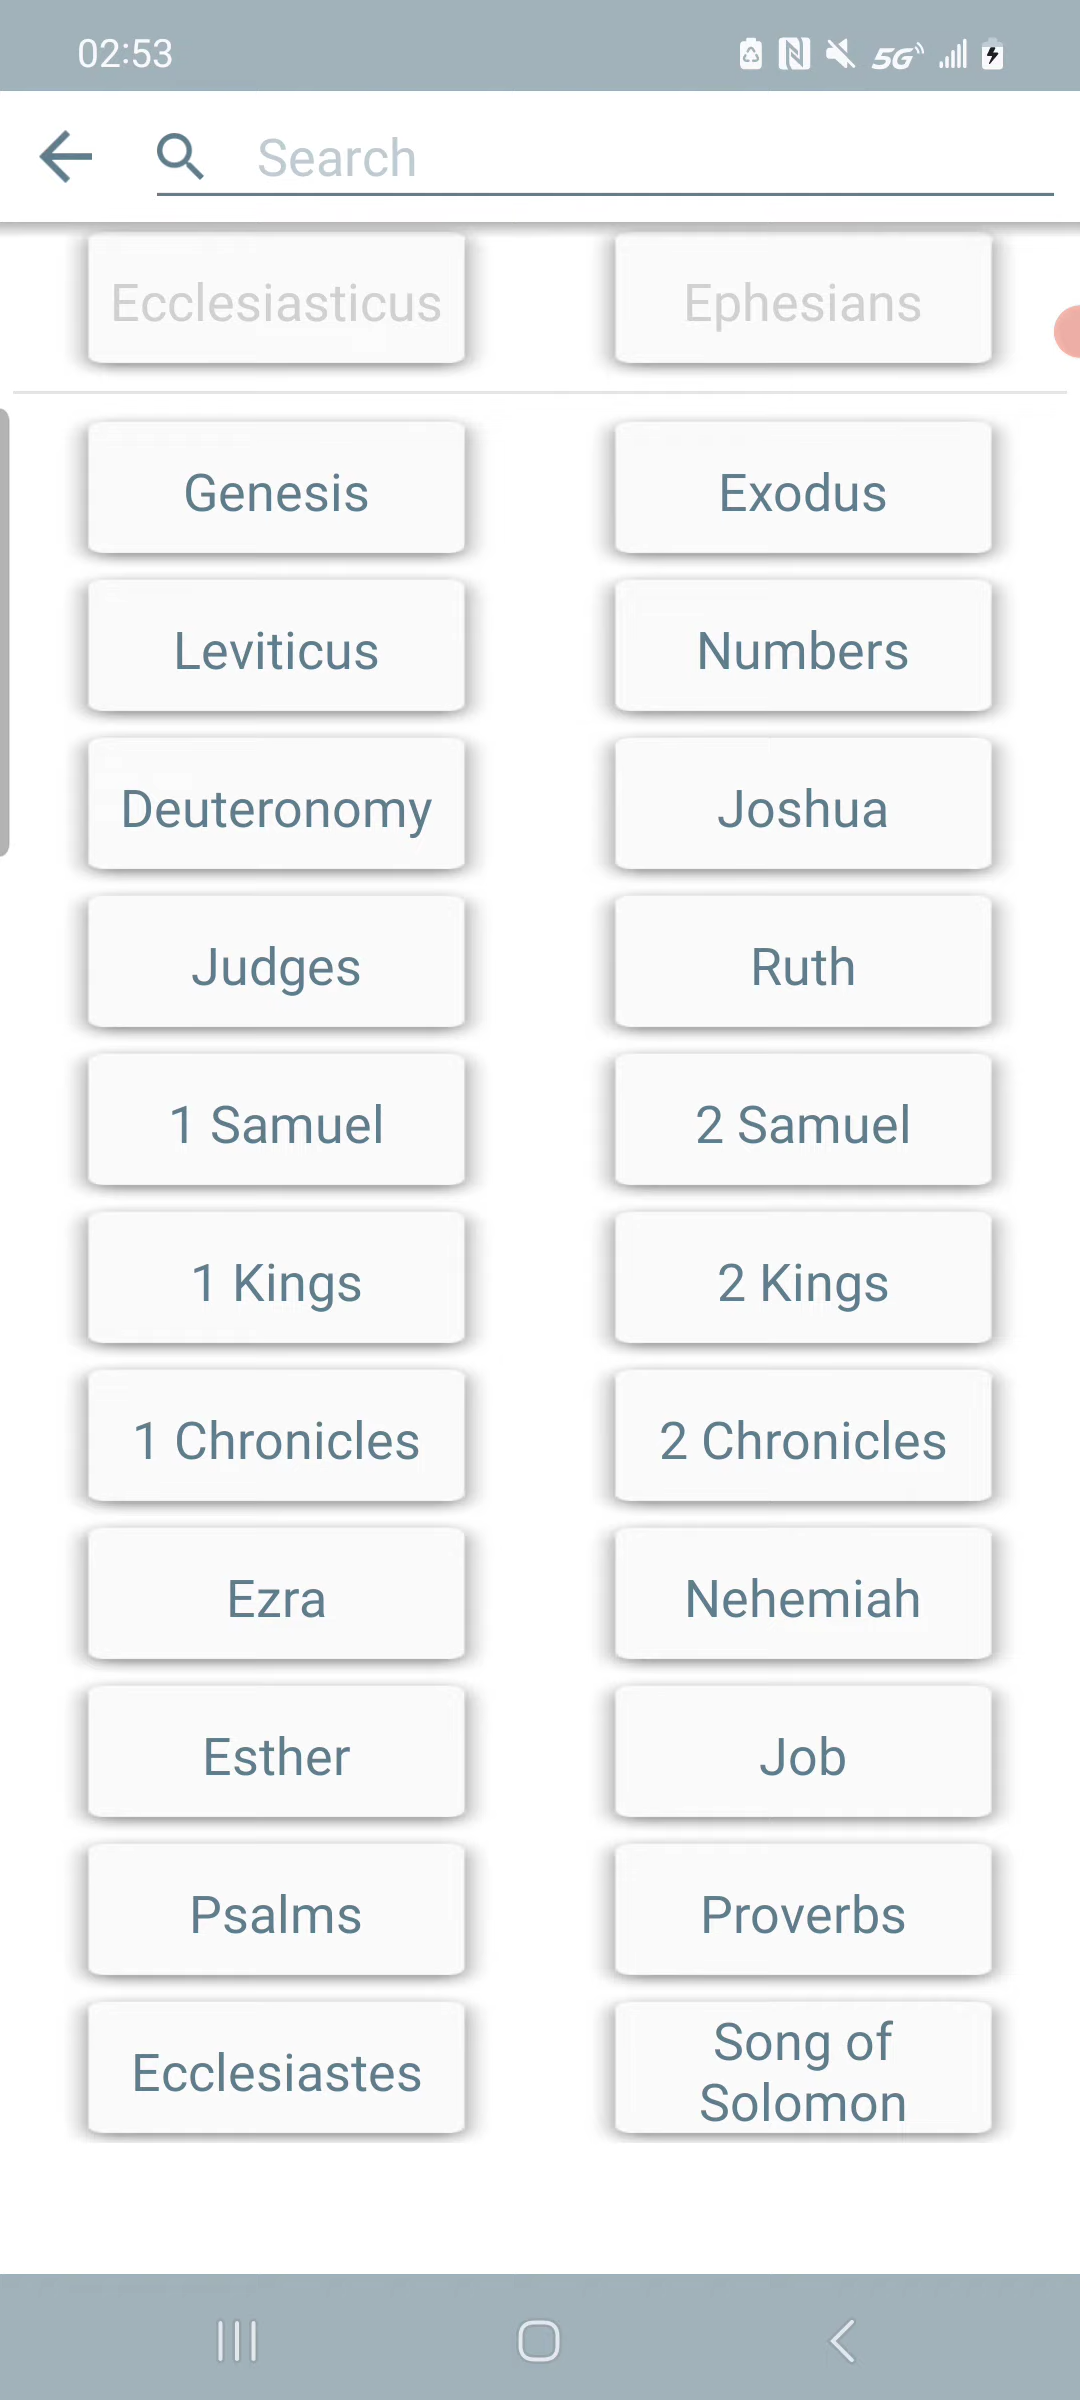 02:53
5G
Search
Ecclesiasticus Ephesians
Genesis Exodus
Leviticus Numbers
Deuteronomy Joshua
Judges Ruth
1 Samuel 2 Samuel
1 Kings 2 Kings
1 Chronicles 2 Chronicles
Ezra Nehemiah
Esther Job
Psalms Proverbs
Ecclesiastes Song of
Solomon